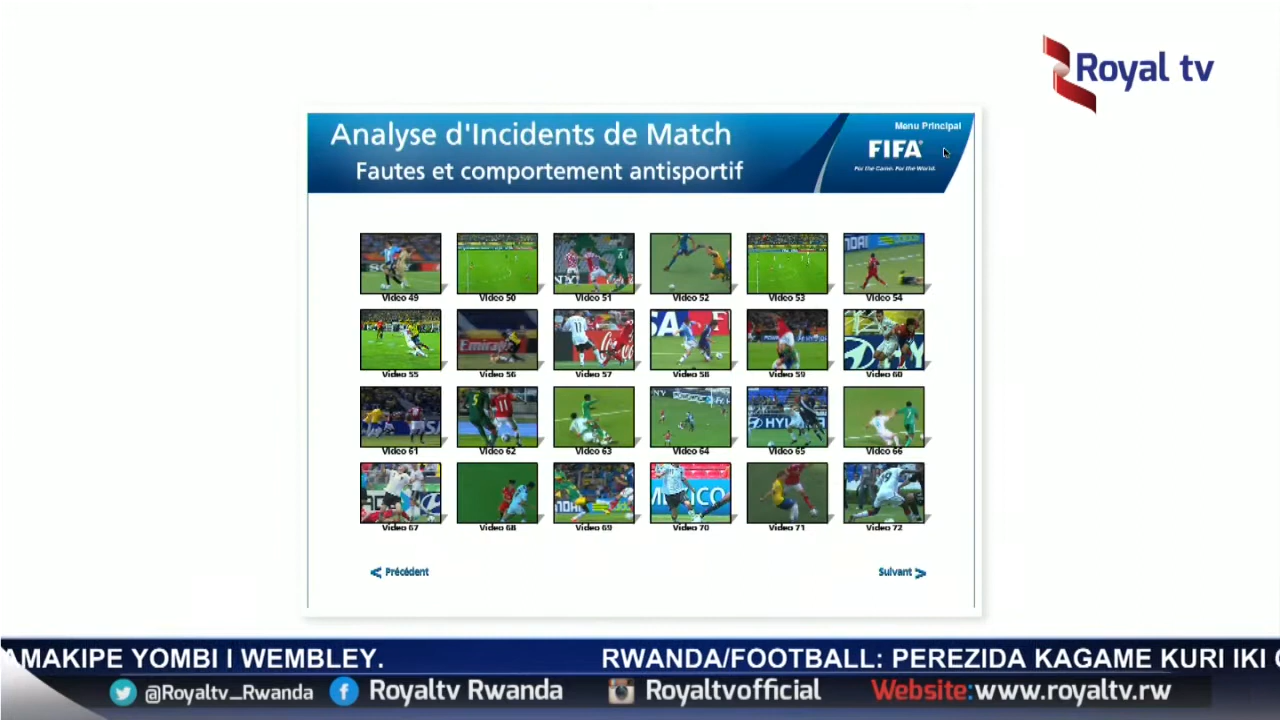 Royal tv
Analyse d'Incidents de Match
Menu Principal
FIFA
For the Game. For the World.
Fautes et comportement antisportif
Video 49 Video 50 Video 51 Video 52 Video 53 Video 54
Video 55 Video 56 Video 57 Video 58 Video 59 Video 60
Video 61 Video 62 Video 63 Video 64 Video 65 Video 66
Video 67 Video 68 Video 69 Video 70 Video 71 Video 72
< Précédent Suivant >
AMAKIPE YOMBI I WEMBLEY. RWANDA/FOOTBALL: PEREZIDA KAGAME KURI IKI
@Royaltv_Rwanda Royaltv Rwanda Royaltvofficial Website:www.royaltv.rw